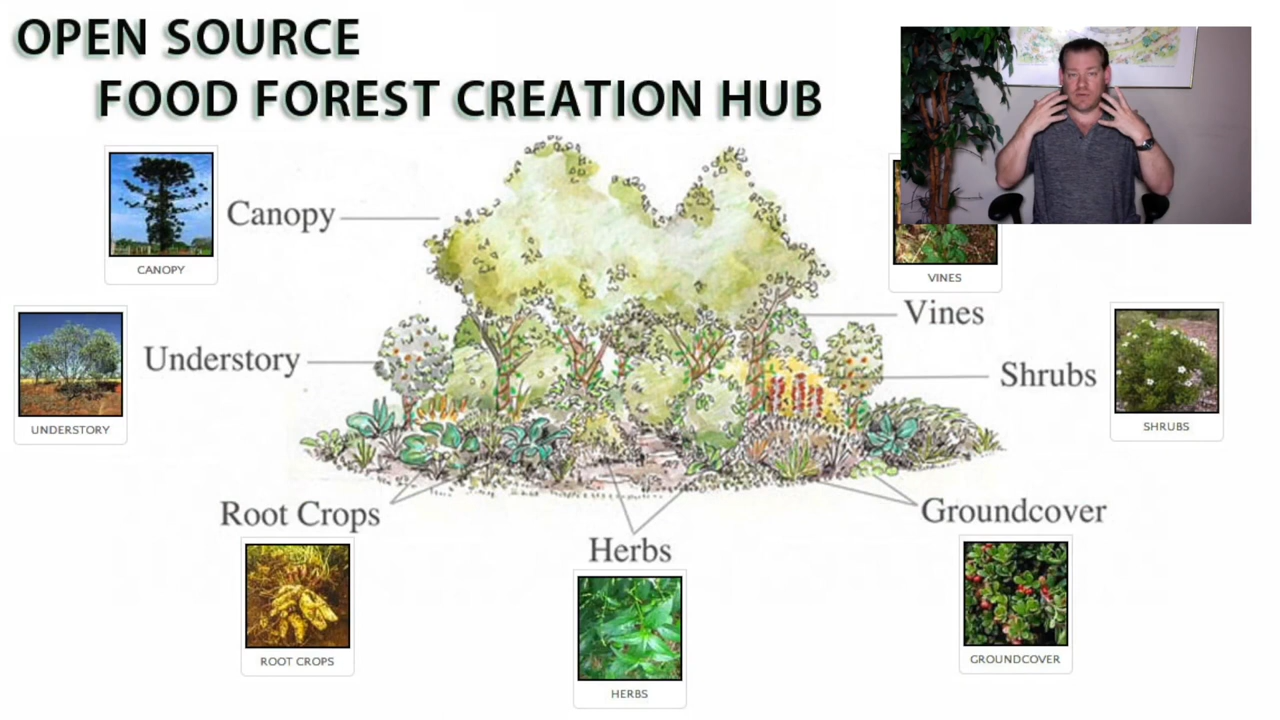 OPEN SOURCE
FOOD FOREST CREATION HUB
CANOPY
Canopy
VINES
Vines
UNDERSTORY
Understory
Shrubs
SHRUBS
Root Crops
ROOT CROPS
Herbs
HERBS
Groundcover
GROUNDCOVER